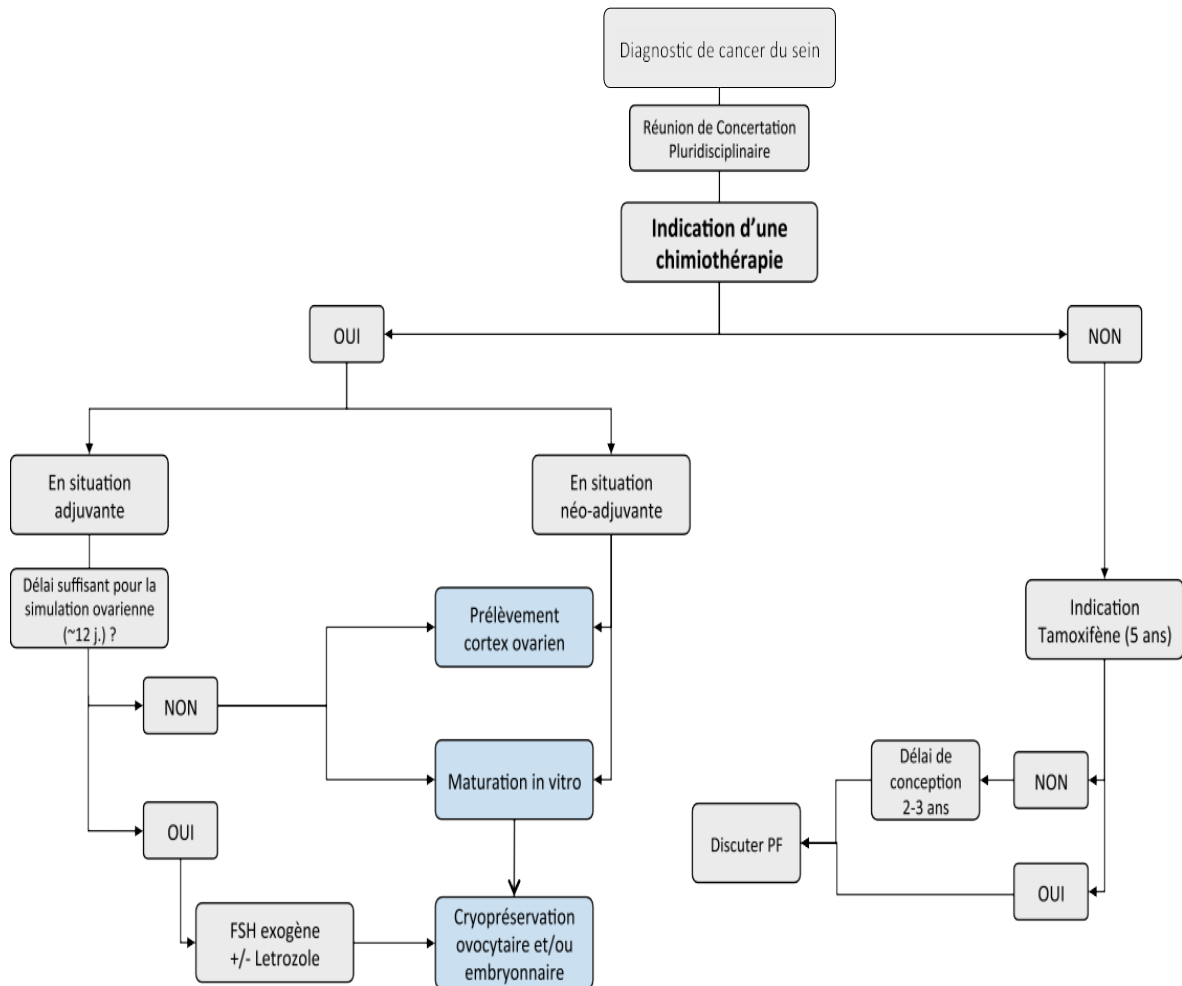 Diagnostic de cancer du sein
Réunion de Concertation
Pluridisciplinaire
Indication d'une
chimiothérapie
OUI
NON
En situation
adjuvante
En situation
néo-adjuvante
Délai suffisant pour la
simulation ovarienne
(~12 j.) ?
Prélèvement
cortex ovarien
Indication
Tamoxifène (5 ans)
NON
Maturation in vitro
Délai de
conception
2-3 ans
NON
OUI
Discuter PF
OUI
FSH exogène
+/- Letrozole
Cryopréservation
ovocytaire et/ou
embryonnaire